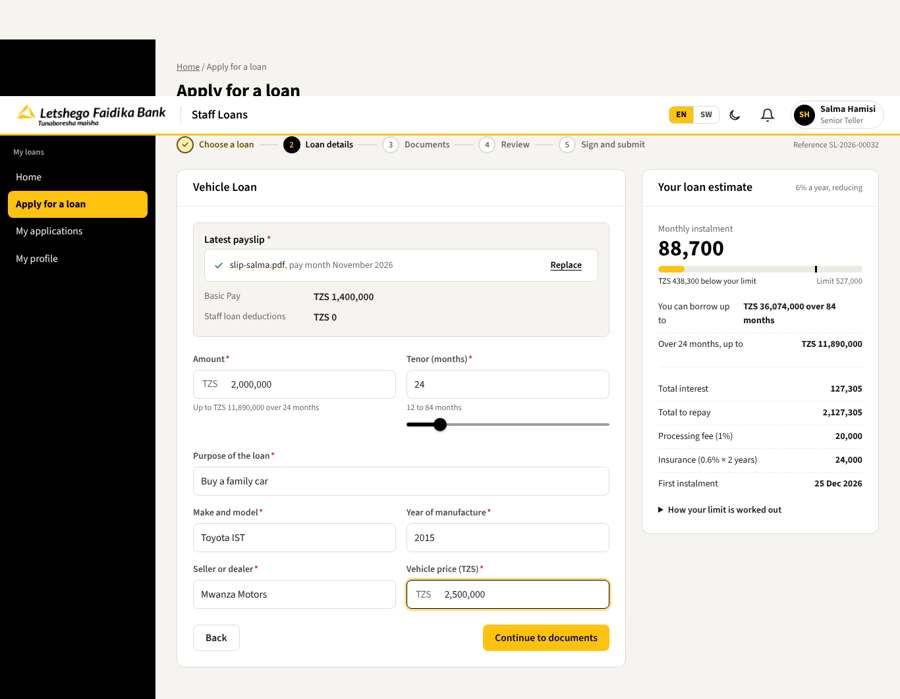 Home / Apply for a loan
Apply for a loan
Letshego Faidika Bank
Tunaboresha maisha
Staff Loans
EN SW
SH
Salma Hamisi
Senior Teller
My loans
Home
Apply for a loan
My applications
My profile
Choose a loan
2 Loan details
3 Documents
4 Review
5 Sign and submit
Reference SL-2026-00032
Vehicle Loan
Latest payslip *
slip-salma.pdf, pay month November 2026
Replace
Basic Pay TZS 1,400,000
Staff loan deductions TZS 0
Amount *
TZS 2,000,000
Up to TZS 11,890,000 over 24 months
Tenor (months) *
24
12 to 84 months
Purpose of the loan *
Buy a family car
Make and model *
Toyota IST
Year of manufacture *
2015
Seller or dealer *
Mwanza Motors
Vehicle price (TZS) *
TZS 2,500,000
Back
Continue to documents
Your loan estimate
6% a year, reducing
Monthly instalment
88,700
TZS 438,300 below your limit
Limit 527,000
You can borrow up to
TZS 36,074,000 over 84 months
Over 24 months, up to TZS 11,890,000
Total interest 127,305
Total to repay 2,127,305
Processing fee (1%) 20,000
Insurance (0.6% × 2 years) 24,000
First instalment 25 Dec 2026
How your limit is worked out